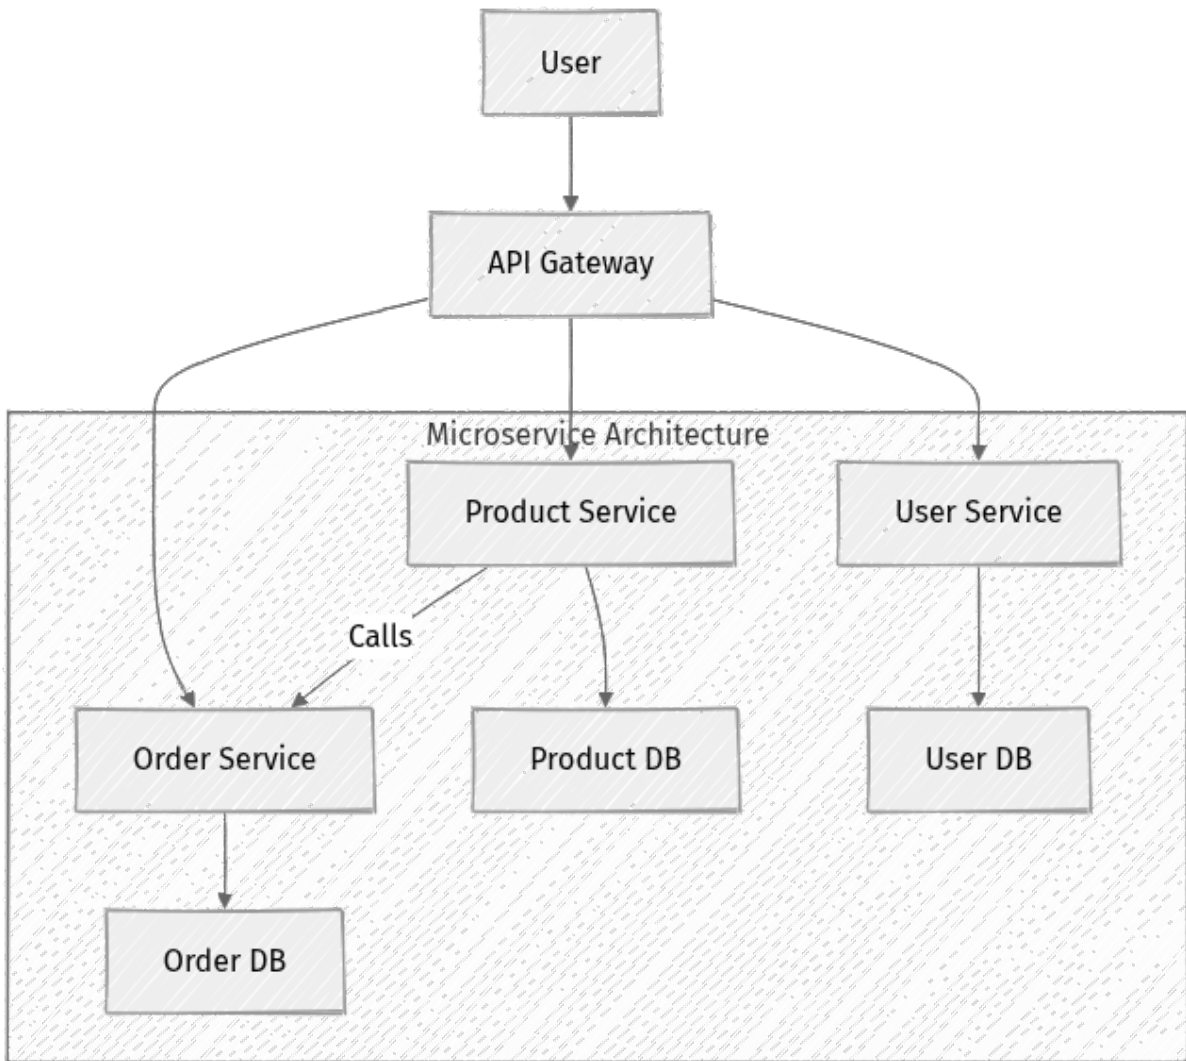 User
API Gateway
Microservice Architecture
Product Service
User Service
Calls
Order Service
Product DB
User DB
Order DB